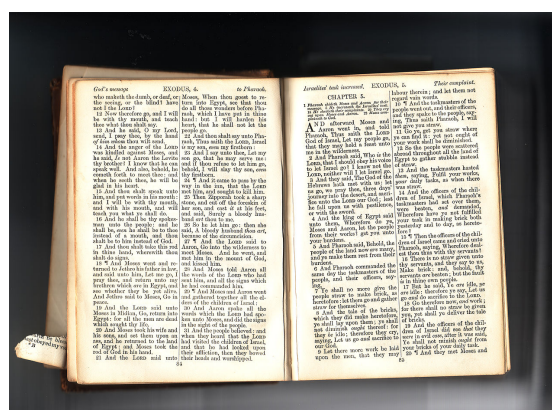 God's message
EXODUS, 4.
to Pharaoh.
who maketh the dumb, or deaf, or
the seeing, or the blind? have
not I the LORD?
12 Now therefore go, and I will
be with thy mouth, and teach
thee what thou shalt say.
13 And he said, O my Lord,
send, I pray thee, by the hand
of him whom thou wilt send.
14 And the anger of the LORD
was kindled against Moses, and
he said, Is not Aaron the Levite
thy brother? I know that he can
speak well. And also, behold, he
cometh forth to meet thee: and
when he seeth thee, he will be
glad in his heart.
15 And thou shalt speak unto
him, and put words in his mouth:
and I will be with thy mouth,
and with his mouth, and will
teach you what ye shall do.
16 And he shall be thy spokes-
man unto the people: and he
shall be, even he shall be to thee
instead of a mouth, and thou
shalt be to him instead of God.
17 And thou shalt take this rod
in thine hand, wherewith thou
shalt do signs.
18 ¶ And Moses went and re-
turned to Jethro his father in law,
and said unto him, Let me go, I
pray thee, and return unto my
brethren which are in Egypt, and
see whether they be yet alive.
And Jethro said to Moses, Go in
peace.
19 And the LORD said unto
Moses in Midian, Go, return into
Egypt: for all the men are dead
which sought thy life.
20 And Moses took his wife and
his sons, and set them upon an
ass, and he returned to the land
of Egypt: and Moses took the
rod of God in his hand.
21 And the LORD said unto
Moses, When thou goest to re-
turn into Egypt, see that thou
do all those wonders before Pha-
raoh, which I have put in thine
hand: but I will harden his
heart, that he shall not let the
people go.
22 And thou shalt say unto Pha-
raoh, Thus saith the LORD, Israel
is my son, even my firstborn:
23 And I say unto thee, Let my
son go, that he may serve me:
and if thou refuse to let him go,
behold, I will slay thy son, even
thy firstborn.
24 ¶ And it came to pass by the
way in the inn, that the LORD
met him, and sought to kill him.
25 Then Zipporah took a sharp
stone, and cut off the foreskin of
her son, and cast it at his feet,
and said, Surely a bloody hus-
band art thou to me.
26 So he let him go: then she
said, A bloody husband thou art,
because of the circumcision.
27 ¶ And the LORD said to
Aaron, Go into the wilderness to
meet Moses. And he went, and
met him in the mount of God,
and kissed him.
28 And Moses told Aaron all
the words of the LORD who had
sent him, and all the signs which
he had commanded him.
29 ¶ And Moses and Aaron went
and gathered together all the el-
ders of the children of Israel:
30 And Aaron spake all the
words which the LORD had spo-
ken unto Moses, and did the signs
in the sight of the people.
31 And the people believed: and
when they heard that the LORD
had visited the children of Israel,
and that he had looked upon
their affliction, then they bowed
their heads and worshipped.
84
Israelites' task increased,
EXODUS, 5.
Their complaint.
CHAPTER 5.
AND afterward Moses and
Aaron went in, and told
Pharaoh, Thus saith the LORD
God of Israel, Let my people go,
that they may hold a feast unto
me in the wilderness.
2 And Pharaoh said, Who is the
LORD, that I should obey his voice
to let Israel go? I know not the
LORD, neither will I let Israel go.
3 And they said, The God of the
Hebrews hath met with us: let
us go, we pray thee, three days'
journey into the desert, and sacri-
fice unto the LORD our God; lest
he fall upon us with pestilence,
or with the sword.
4 And the king of Egypt said
unto them, Wherefore do ye,
Moses and Aaron, let the people
from their works? get you unto
your burdens.
5 And Pharaoh said, Behold, the
people of the land now are many,
and ye make them rest from their
burdens.
6 And Pharaoh commanded the
same day the taskmasters of the
people, and their officers, say-
ing,
7 Ye shall no more give the
people straw to make brick, as
heretofore: let them go and gather
straw for themselves.
8 And the tale of the bricks,
which they did make heretofore,
ye shall lay upon them; ye shall
not diminish ought thereof: for
they be idle; therefore they cry,
saying, Let us go and sacrifice to
our God.
9 Let there more work be laid
upon the men, that they may
labour therein; and let them not
regard vain words.
10 ¶ And the taskmasters of the
people went out, and their officers,
and they spake to the people, say-
ing, Thus saith Pharaoh, I will
not give you straw.
11 Go ye, get you straw where
ye can find it: yet not ought of
your work shall be diminished.
12 So the people were scattered
abroad throughout all the land of
Egypt to gather stubble instead
of straw.
13 And the taskmasters hasted
them, saying, Fulfil your works,
your daily tasks, as when there
was straw.
14 And the officers of the chil-
dren of Israel, which Pharaoh's
taskmasters had set over them,
were beaten, and demanded,
Wherefore have ye not fulfilled
your task in making brick both
yesterday and to day, as hereto-
fore?
15 ¶ Then the officers of the chil-
dren of Israel came and cried unto
Pharaoh, saying, Wherefore deal-
est thou thus with thy servants?
16 There is no straw given unto
thy servants, and they say to us,
Make brick: and, behold, thy
servants are beaten; but the fault
is in thine own people.
17 But he said, Ye are idle, ye
are idle: therefore ye say, Let us
go and do sacrifice to the LORD.
18 Go therefore now, and work;
for there shall no straw be given
you, yet shall ye deliver the tale
of bricks.
19 And the officers of the chil-
dren of Israel did see that they
were in evil case, after it was said,
Ye shall not minish ought from
your bricks of your daily task.
20 ¶ And they met Moses and
85